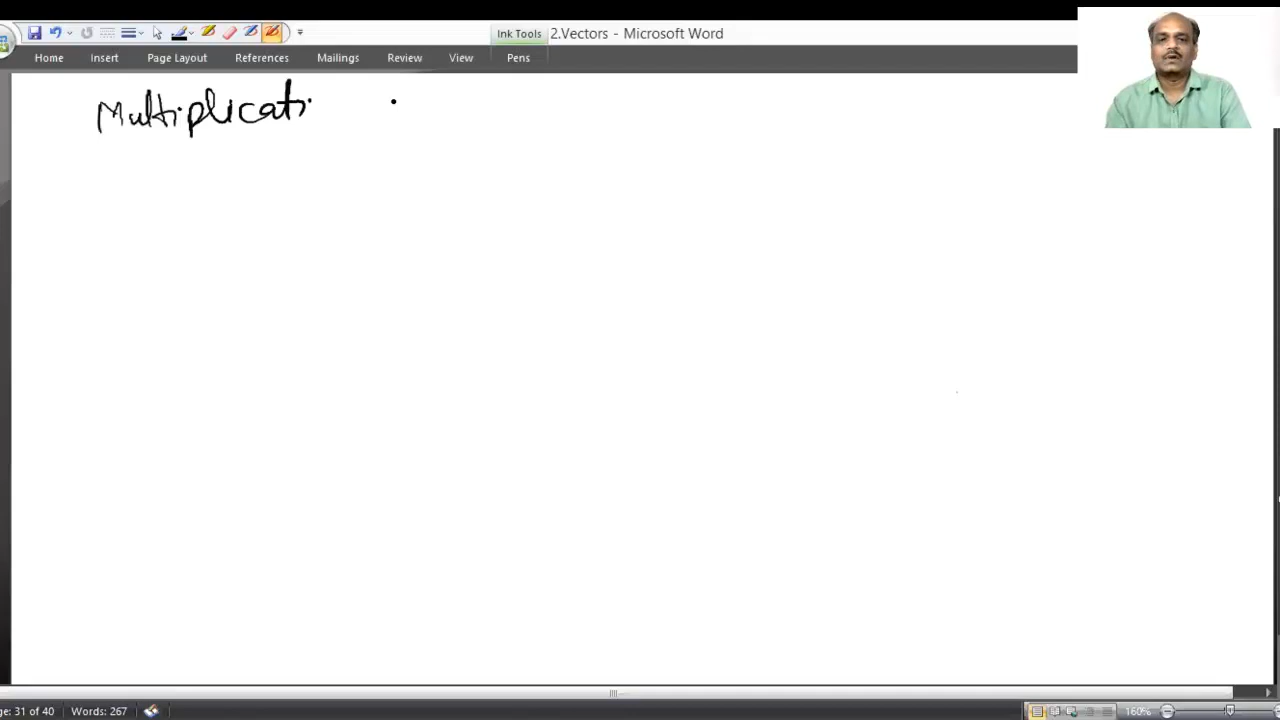 Ink Tools 2.Vectors - Microsoft Word
Home Insert Page Layout References Mailings Review View Pens
Multiplicati
ge: 31 of 40 Words: 267 160%